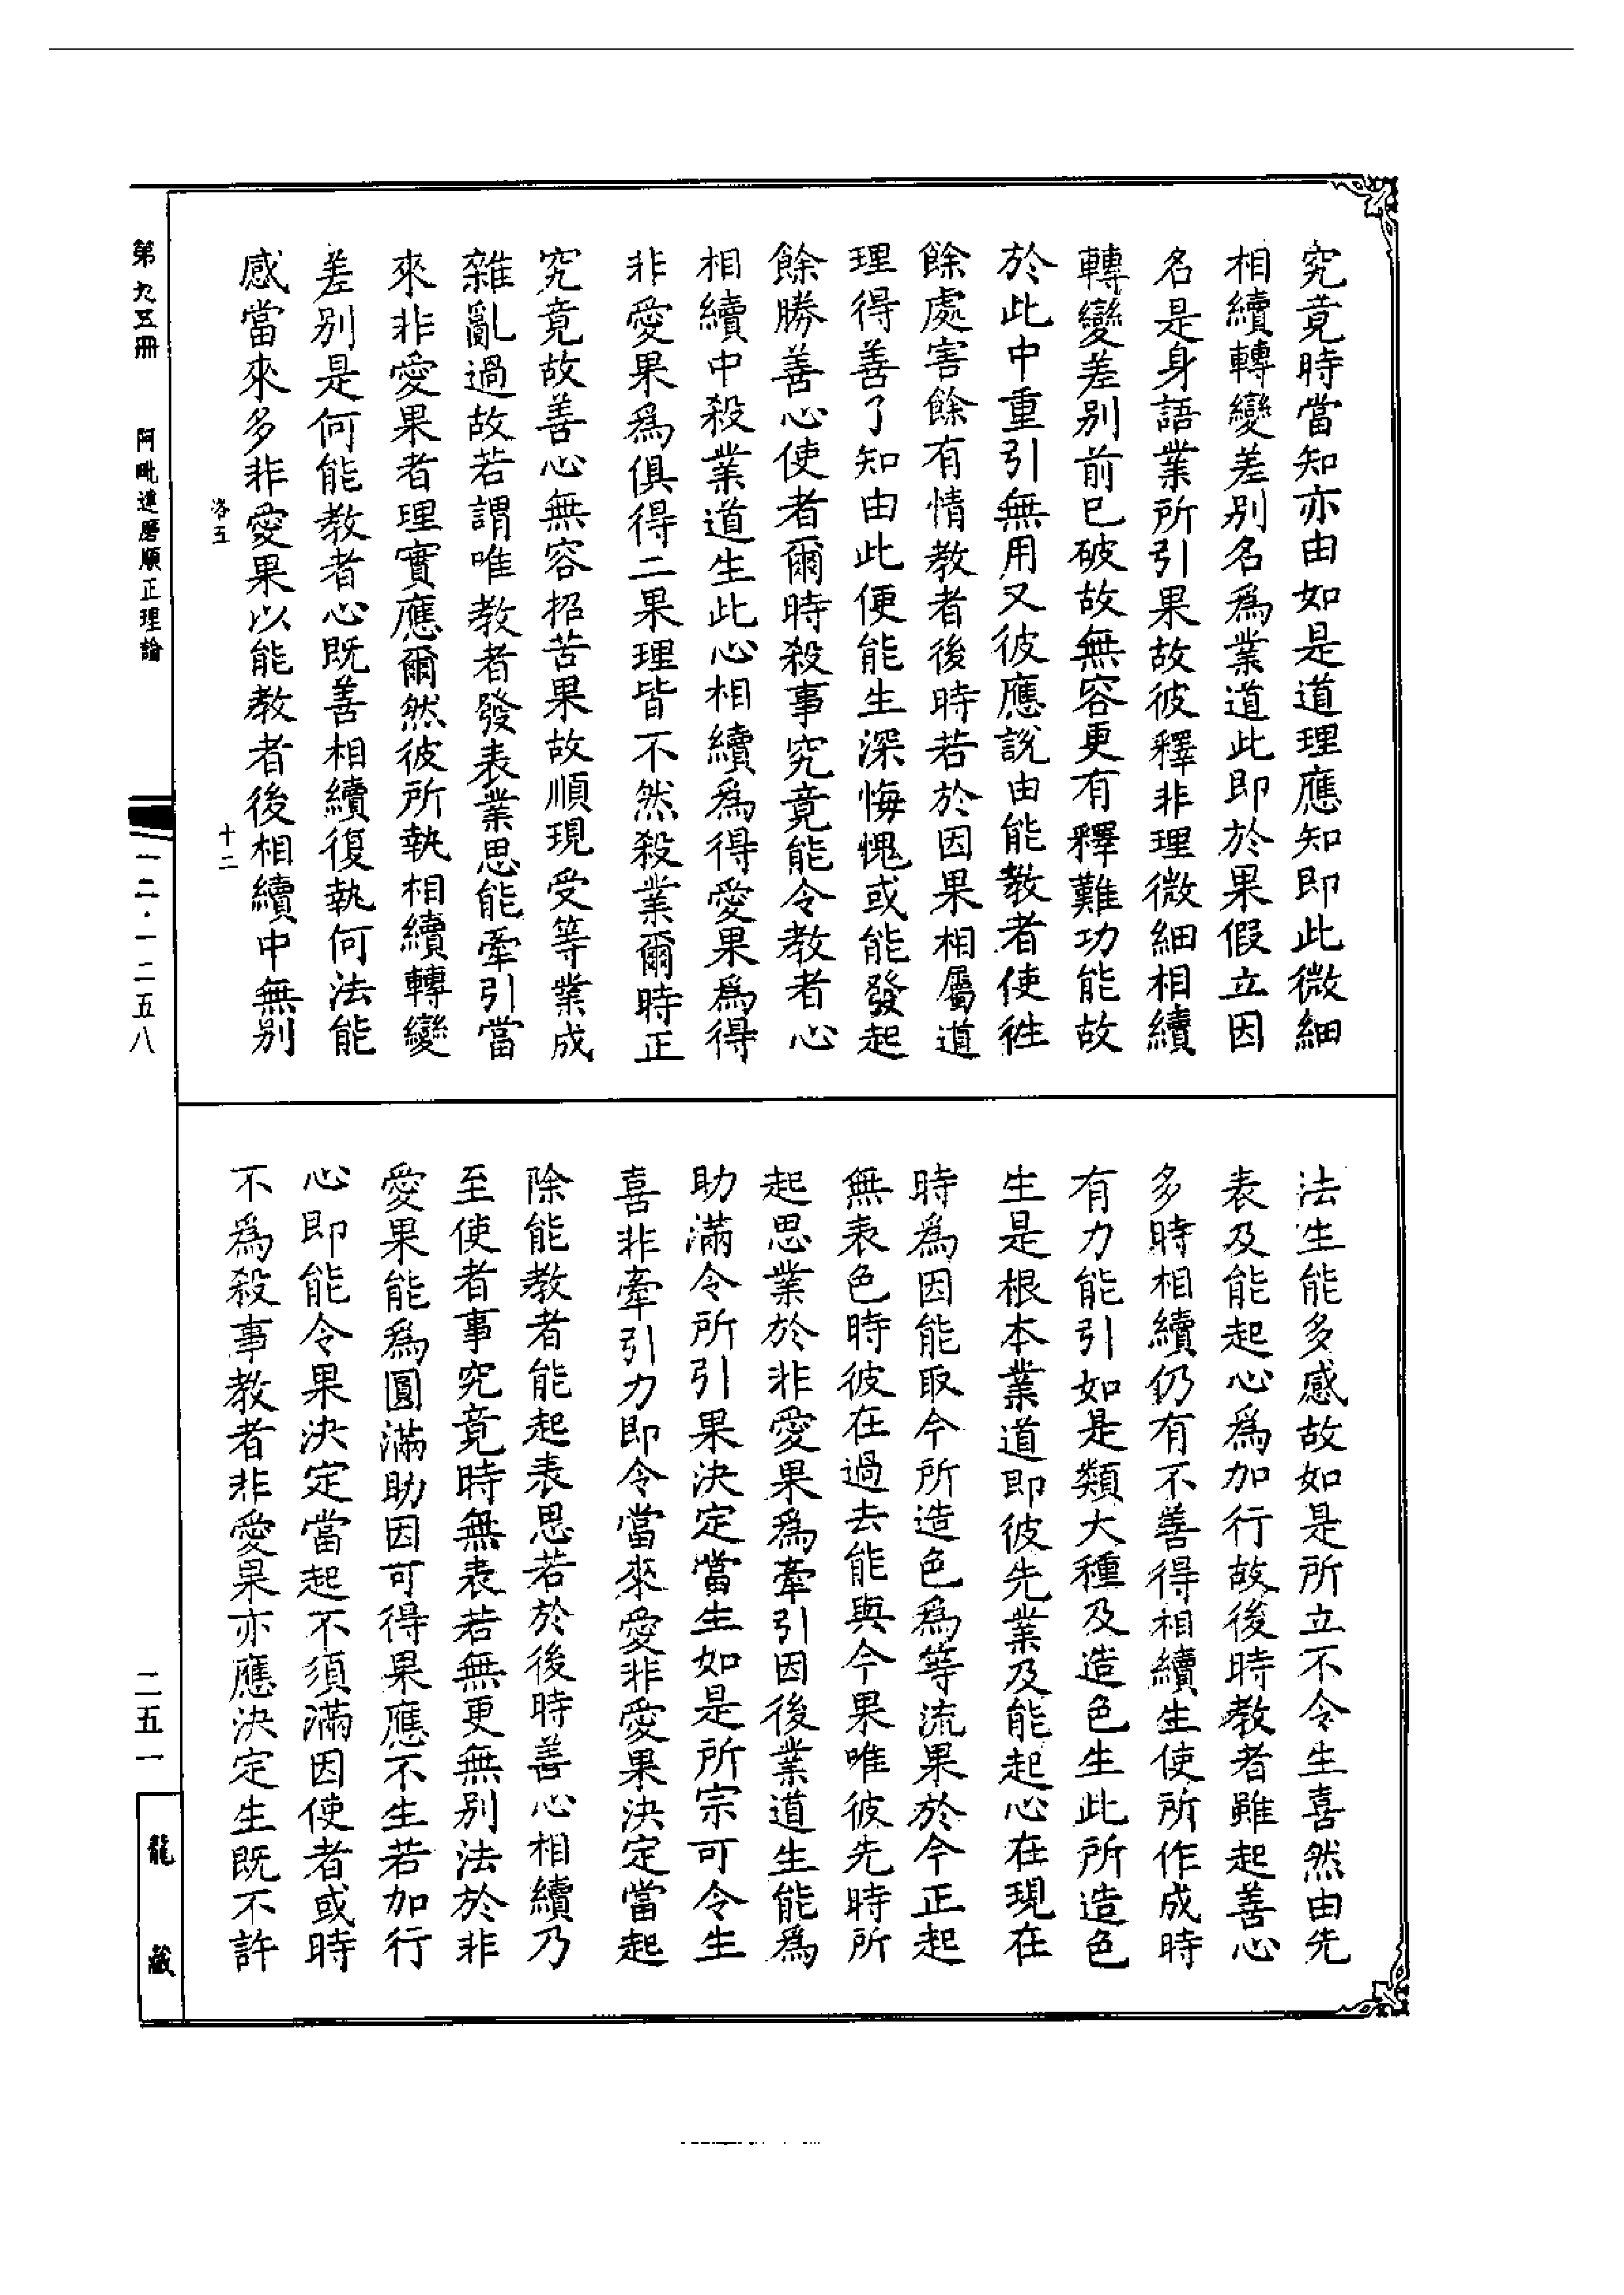 究竟時當知亦由如是道理應知即此微細
相續轉變差別名爲業道此即於果假立因
名是身語業所引果故彼釋非理微細相續
轉變差別前已破故無容更有釋難功能故
於此中重引無用又彼應說由能教者使徃
餘處害餘有情教者後時若於因果相屬道
理得善了知由此便能生深悔愧或能發起
餘勝善心使者爾時殺事究竟能令教者心
相續中殺業道生此心相續爲得愛果爲得
非愛果爲俱得二果理皆不然殺業爾時正
究竟故善心無容招苦果故順現受等業成
雜亂過故若謂唯教者發表業思能牽引當
來非愛果者理實應爾然彼所執相續轉變
差別是何能教者心既善相續復執何法能
感當來多非愛果以能教者後相續中無別
洛五
十二
法生能多感故如是所立不令生喜然由先
表及能起心爲加行故後時教者雖起善心
多時相續仍有不善得相續生使所作成時
有力能引如是類大種及造色生此所造色
生是根本業道即彼先業及能起心在現在
時爲因能取今所造色爲等流果於今正起
無表色時彼在過去能與今果唯彼先時所
起思業於非愛果爲牽引因後業道生能爲
助滿令所引果決定當生如是所宗可令生
喜非牽引力即令當來愛非愛果決定當起
除能教者能起表思若於後時善心相續乃
至使者事究竟時無表若無更無別法於非
愛果能爲圓滿助因可得果應不生若加行
心即能令果決定當起不須滿因使者或時
不爲殺事教者非愛果亦應決定生既不許
第九五冊
阿毗達磨順正理論
一二·一二五八
二五一
龍藏